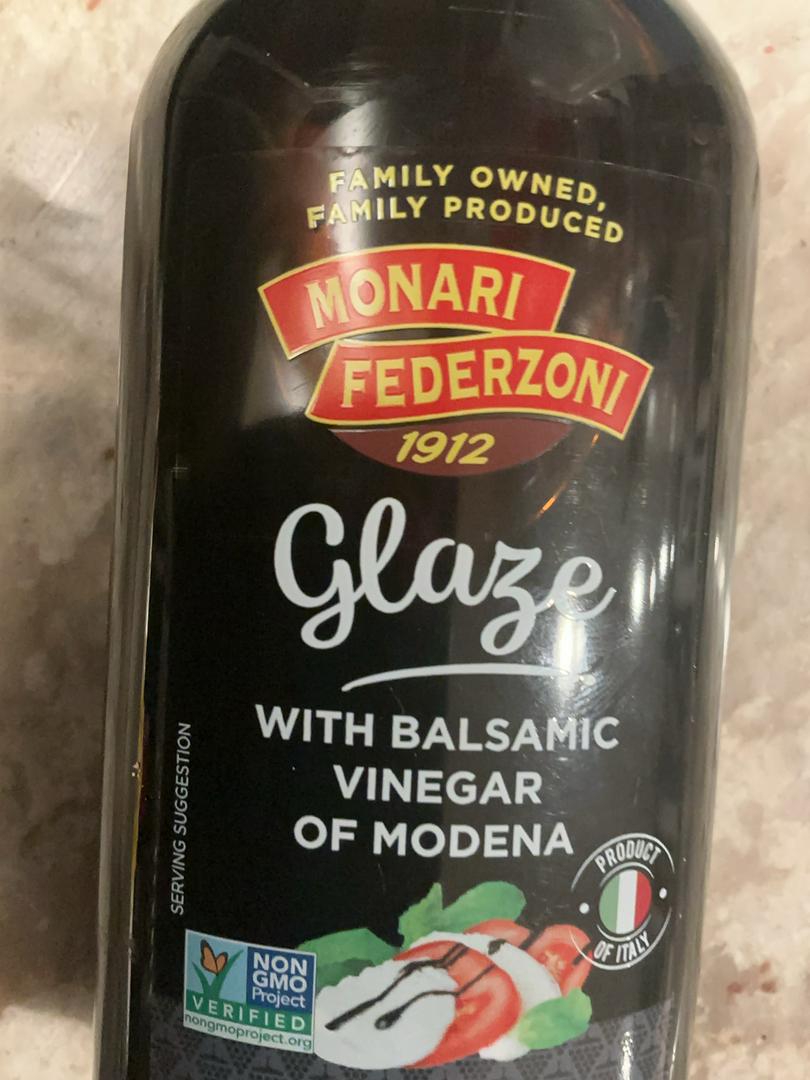 FAMILY OWNED,
FAMILY PRODUCED
MONARI
FEDERZONI
1912
Glaze
WITH BALSAMIC
VINEGAR
OF MODENA
SERVING SUGGESTION
PRODUCT
OF ITALY
NON
GMO
Project
VERIFIED
nongmoproject.org